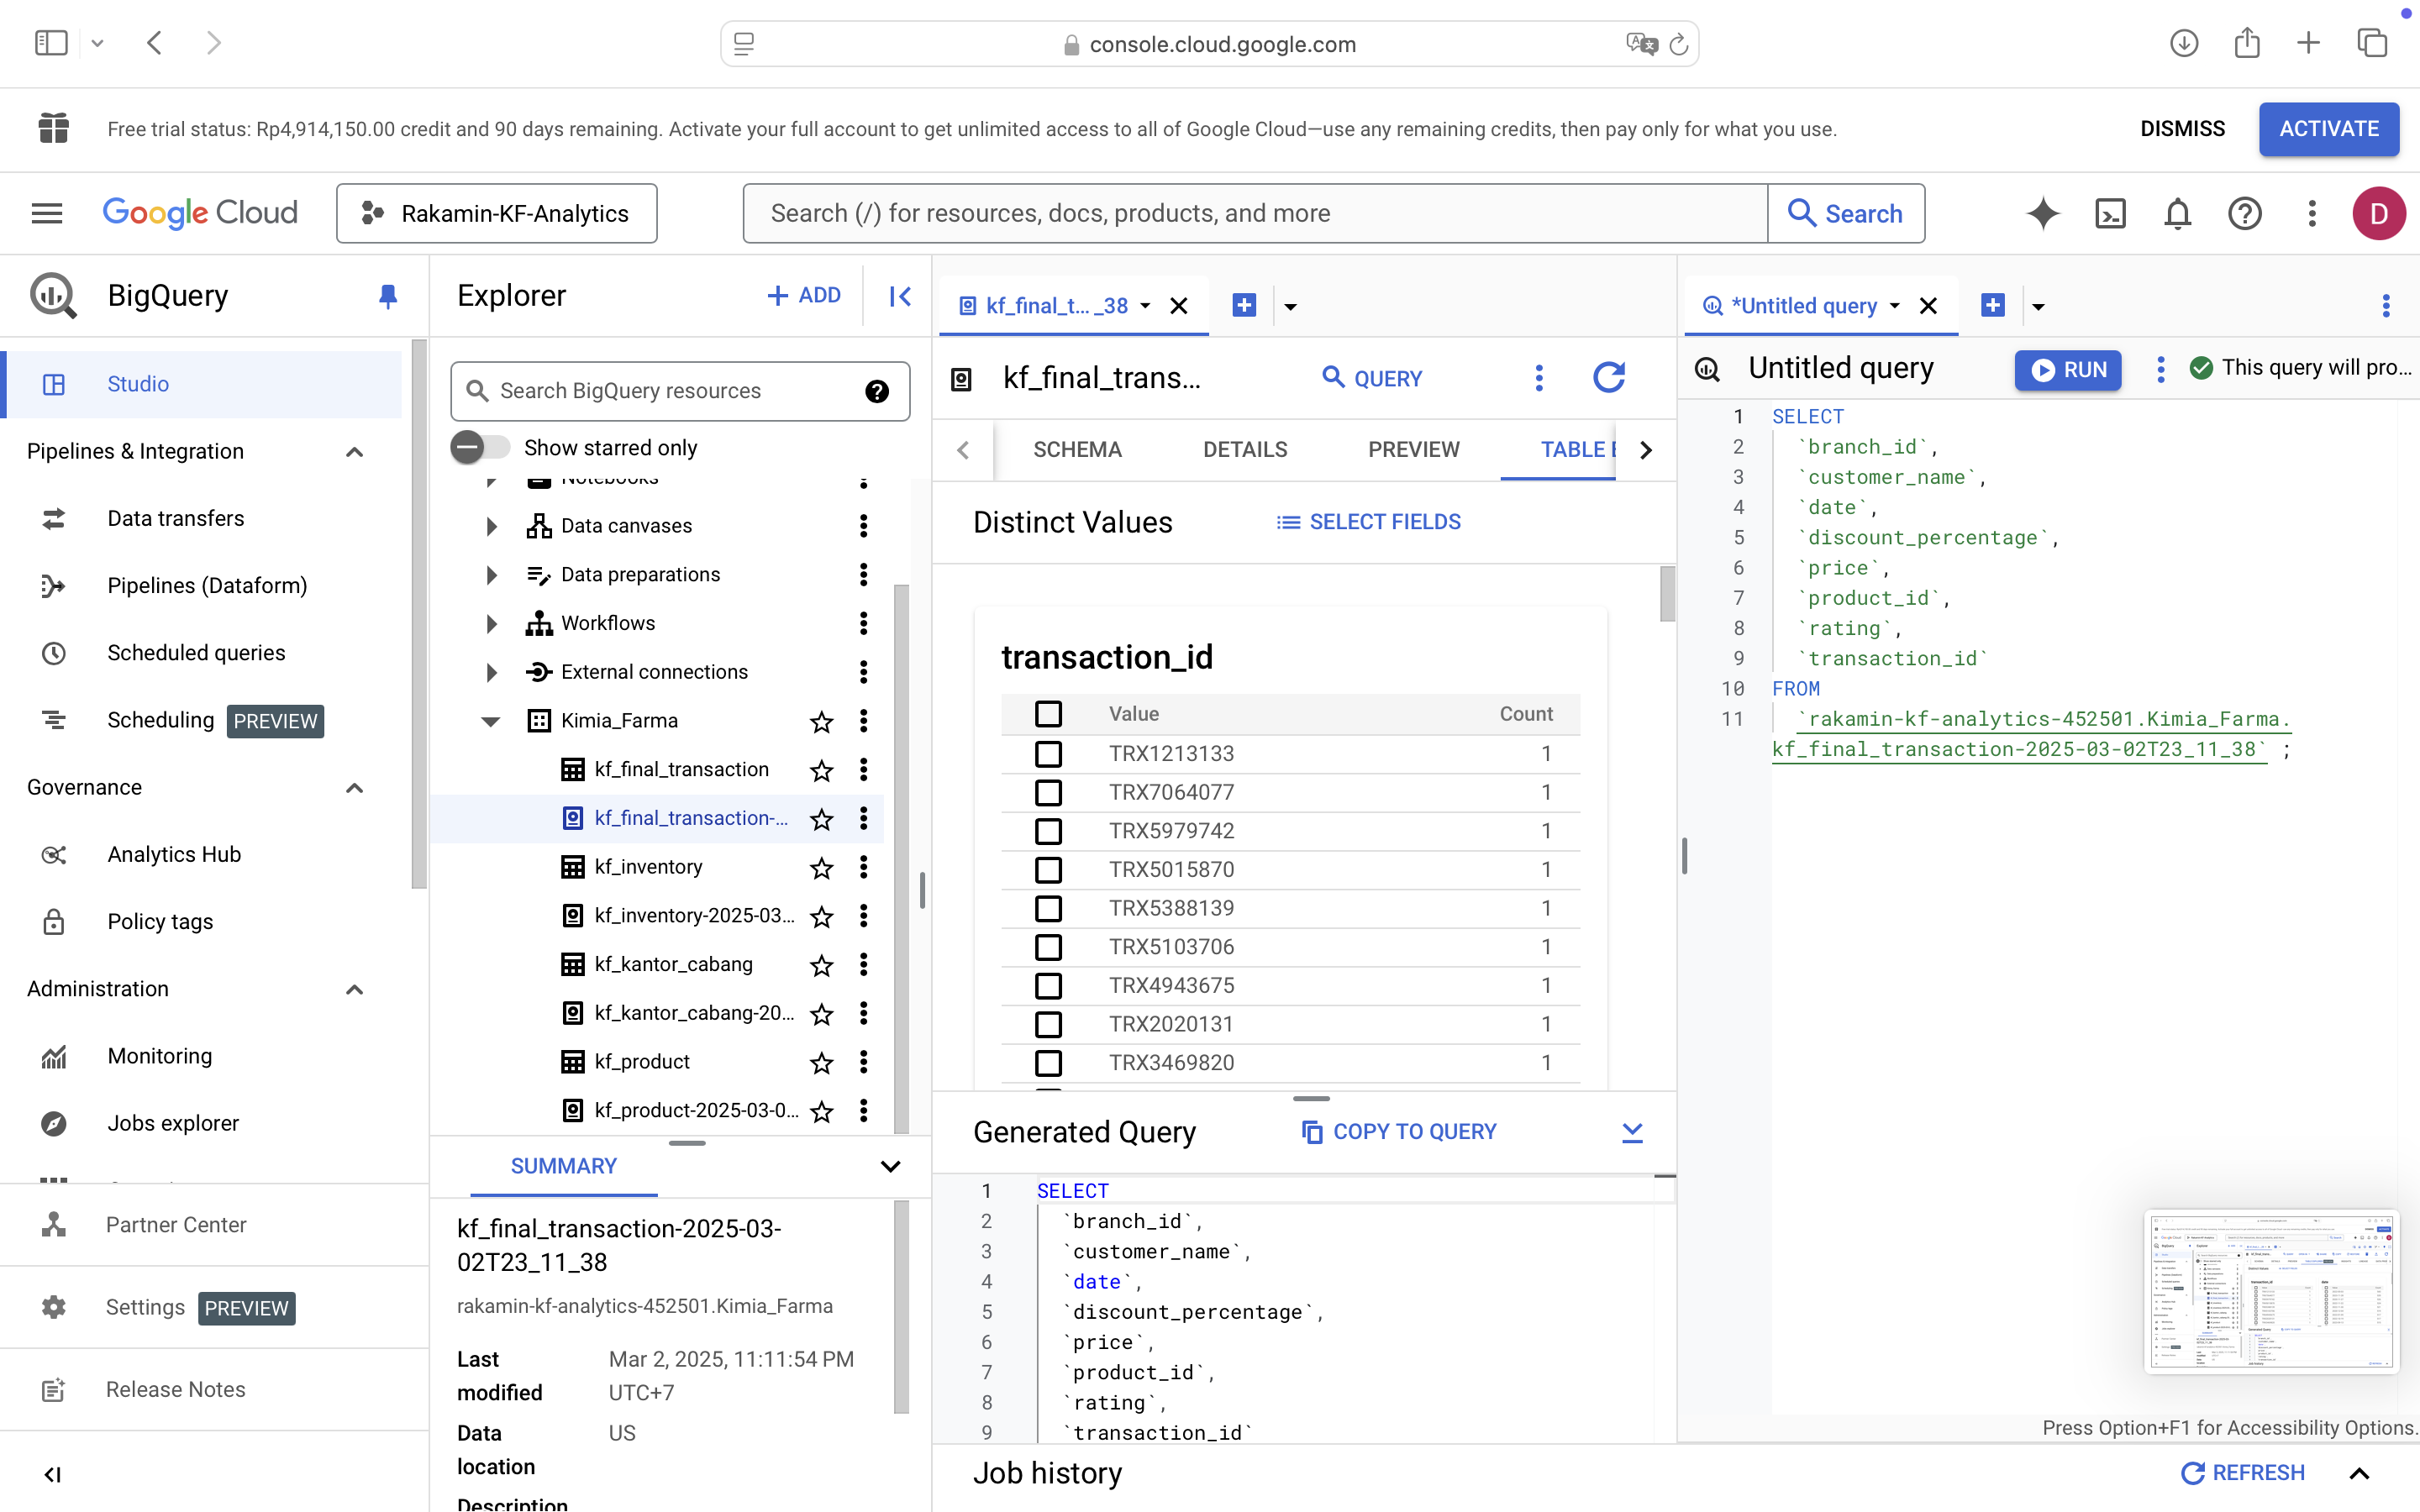 console.cloud.google.com
Free trial status: Rp4,914,150.00 credit and 90 days remaining. Activate your full account to get unlimited access to all of Google Cloud—use any remaining credits, then pay only for what you use.
DISMISS
ACTIVATE
Google Cloud
Rakamin-KF-Analytics
Search (/) for resources, docs, products, and more
Search
D
BigQuery
Studio
Pipelines & Integration
Data transfers
Pipelines (Dataform)
Scheduled queries
Scheduling PREVIEW
Governance
Analytics Hub
Policy tags
Administration
Monitoring
Jobs explorer
Partner Center
Settings PREVIEW
Release Notes
Explorer
+ ADD
Search BigQuery resources
Show starred only
Notebooks
Data canvases
Data preparations
Workflows
External connections
Kimia_Farma
kf_final_transaction
kf_final_transaction-...
kf_inventory
kf_inventory-2025-03...
kf_kantor_cabang
kf_kantor_cabang-20...
kf_product
kf_product-2025-03-0...
SUMMARY
kf_final_transaction-2025-03-
02T23_11_38
rakamin-kf-analytics-452501.Kimia_Farma
Last modified
Mar 2, 2025, 11:11:54 PM UTC+7
Data location
US
Description
kf_final_t..._38
kf_final_trans...
QUERY
SCHEMA
DETAILS
PREVIEW
TABLE E
Distinct Values
SELECT FIELDS
transaction_id
Value Count
TRX1213133 1
TRX7064077 1
TRX5979742 1
TRX5015870 1
TRX5388139 1
TRX5103706 1
TRX4943675 1
TRX2020131 1
TRX3469820 1
Generated Query
COPY TO QUERY
1 SELECT
2 `branch_id`,
3 `customer_name`,
4 `date`,
5 `discount_percentage`,
6 `price`,
7 `product_id`,
8 `rating`,
9 `transaction_id`
*Untitled query
Untitled query
RUN
This query will pro...
1 SELECT
2 `branch_id`,
3 `customer_name`,
4 `date`,
5 `discount_percentage`,
6 `price`,
7 `product_id`,
8 `rating`,
9 `transaction_id`
10 FROM
11 `rakamin-kf-analytics-452501.Kimia_Farma.
kf_final_transaction-2025-03-02T23_11_38` ;
Press Option+F1 for Accessibility Options.
Job history
REFRESH